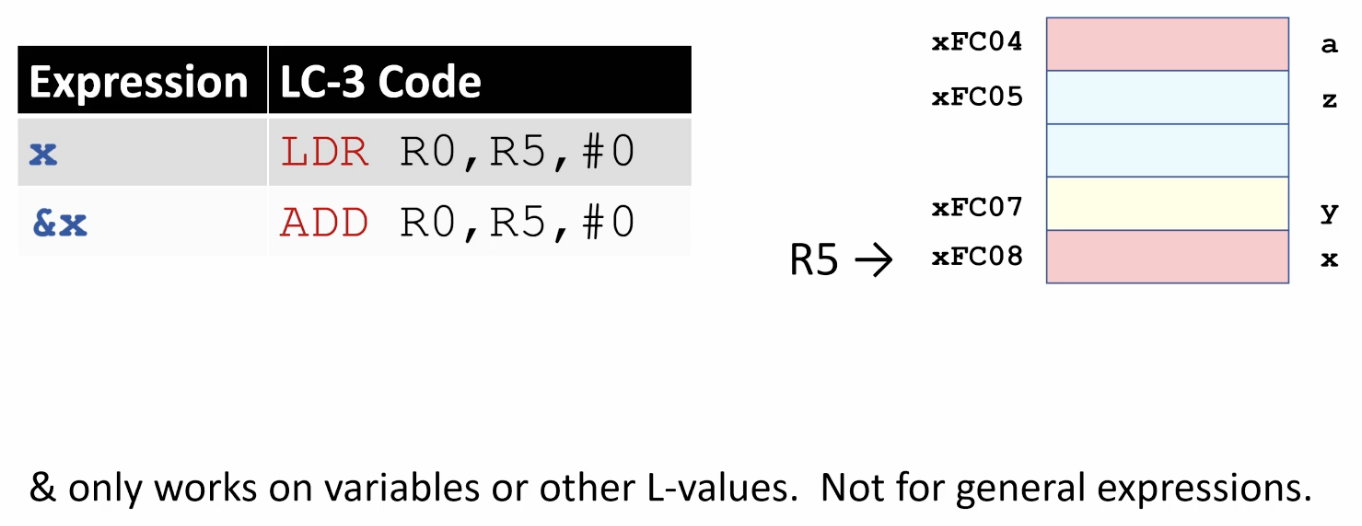 Expression LC-3 Code
x LDR R0,R5,#0
&x ADD R0,R5,#0
xFC04 a
xFC05 z
xFC07 y
R5 → xFC08 x
& only works on variables or other L-values. Not for general expressions.